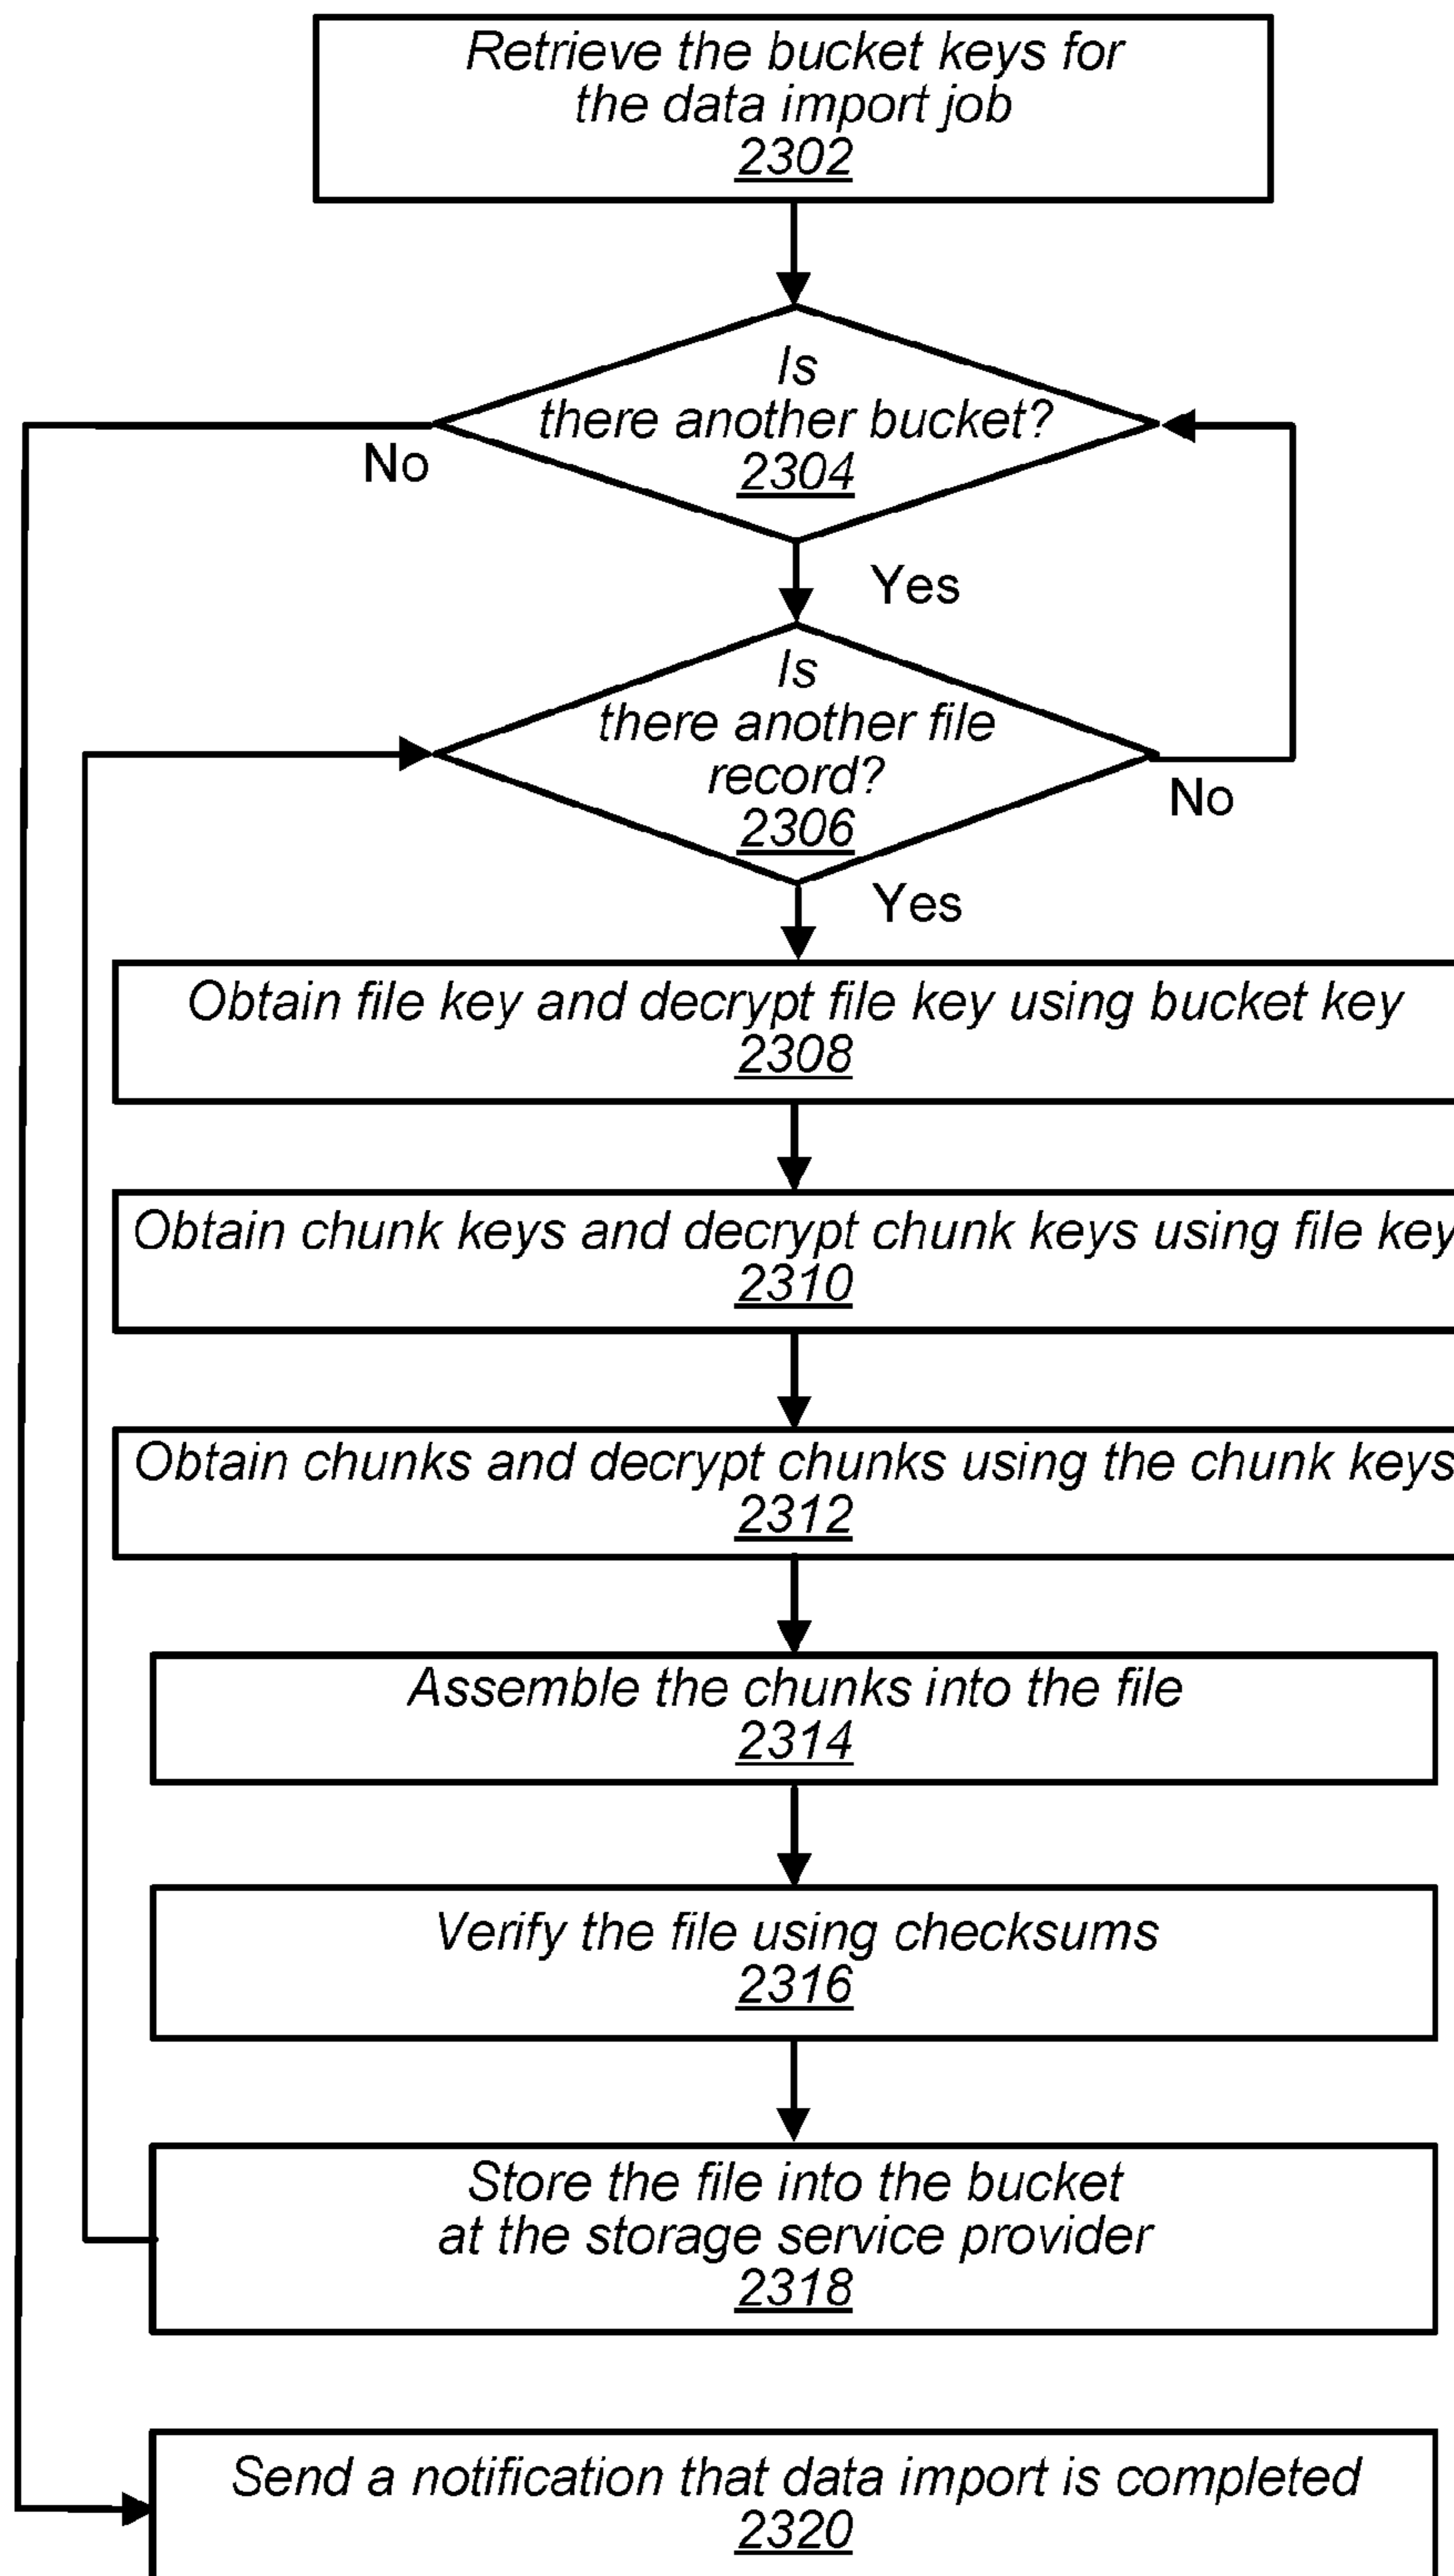 Retrieve the bucket keys for
the data import job
2302
Is
there another bucket?
2304
No
Yes
Is
there another file
record?
2306
No
Yes
Obtain file key and decrypt file key using bucket key
2308
Obtain chunk keys and decrypt chunk keys using file key
2310
Obtain chunks and decrypt chunks using the chunk keys
2312
Assemble the chunks into the file
2314
Verify the file using checksums
2316
Store the file into the bucket
at the storage service provider
2318
Send a notification that data import is completed
2320